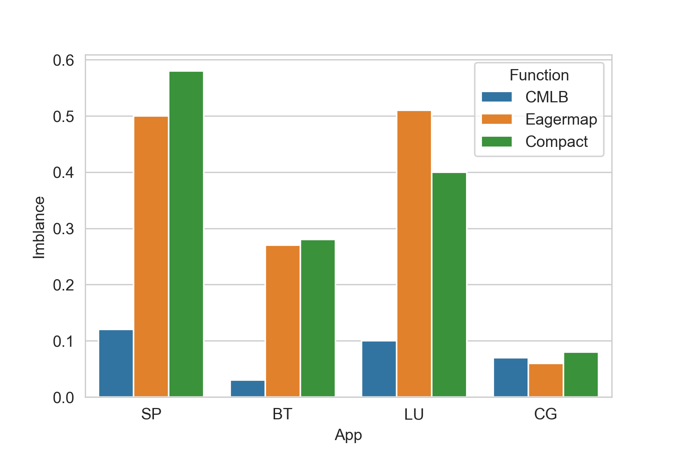 0.6
0.5
0.4
0.3
0.2
0.1
0.0
Imblance
SP
BT
LU
CG
App
Function
CMLB
Eagermap
Compact